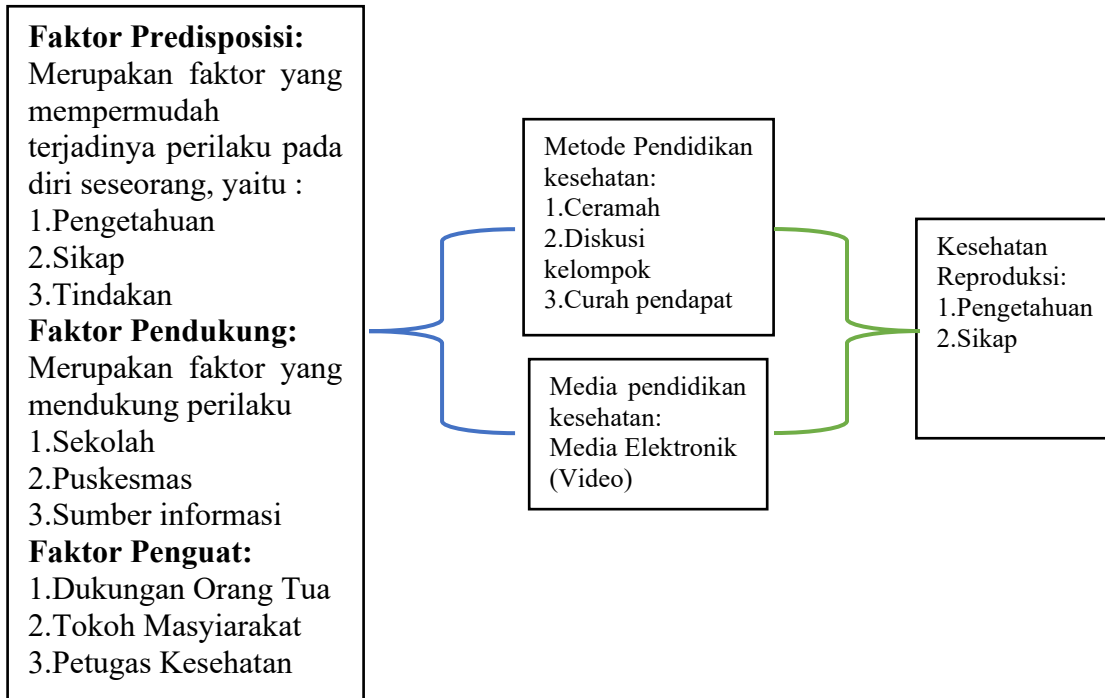 Faktor Predisposisi:
Merupakan faktor yang
mempermudah
terjadinya perilaku pada
diri seseorang, yaitu :
1.Pengetahuan
2.Sikap
3.Tindakan
Faktor Pendukung:
Merupakan faktor yang
mendukung perilaku
1.Sekolah
2.Puskesmas
3.Sumber informasi
Faktor Penguat:
1.Dukungan Orang Tua
2.Tokoh Masyiarakat
3.Petugas Kesehatan
Metode Pendidikan
kesehatan:
1.Ceramah
2.Diskusi
kelompok
3.Curah pendapat
Media pendidikan
kesehatan:
Media Elektronik
(Video)
Kesehatan
Reproduksi:
1.Pengetahuan
2.Sikap